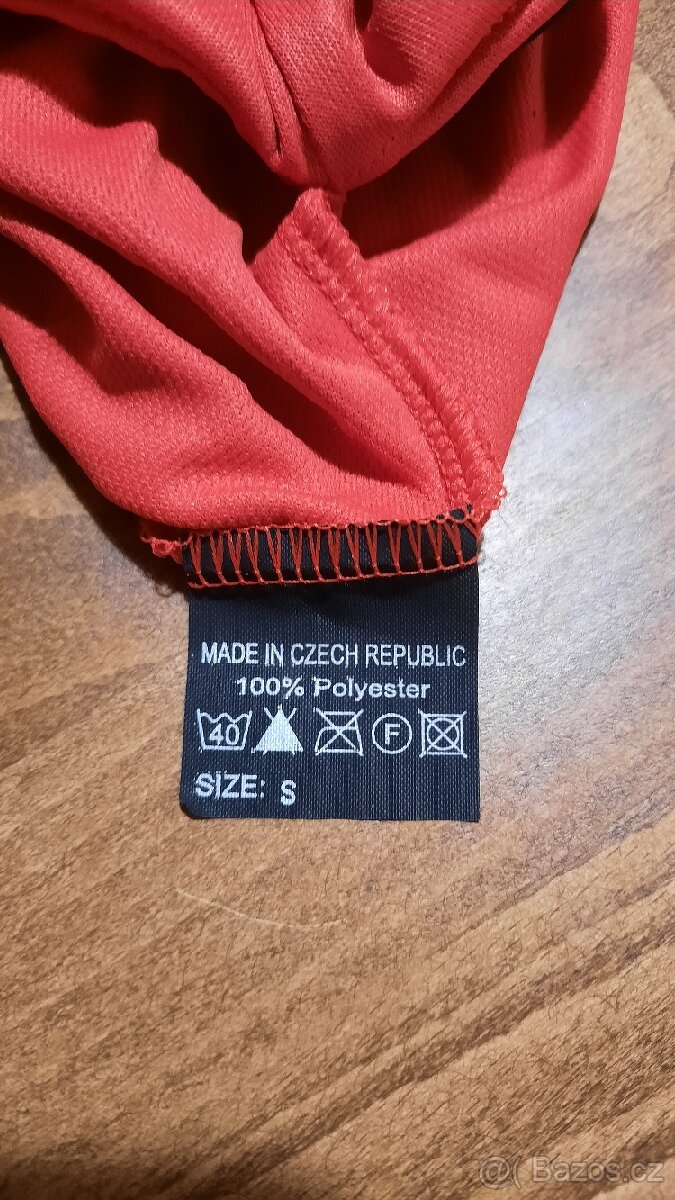 MADE IN CZECH REPUBLIC
100% Polyester
40 F
SIZE: S
Bazos.cz